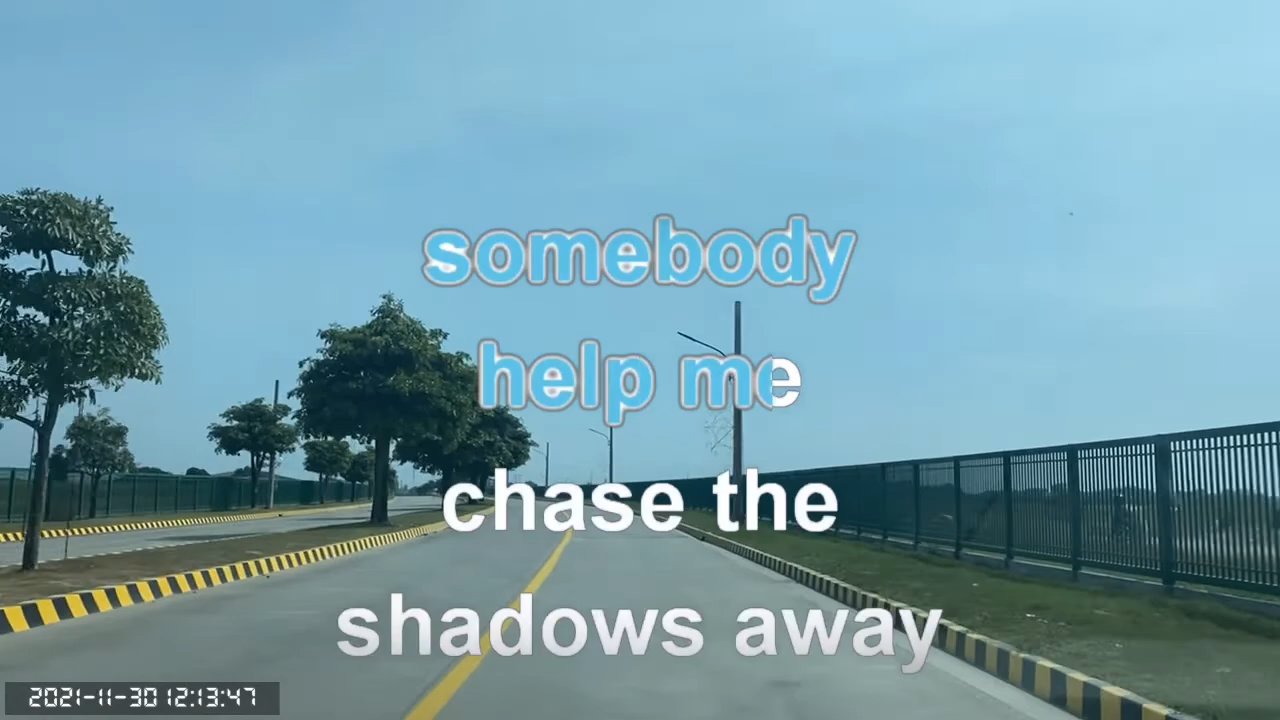 somebody
help me
chase the
shadows away
2021-11-30 12:13:47